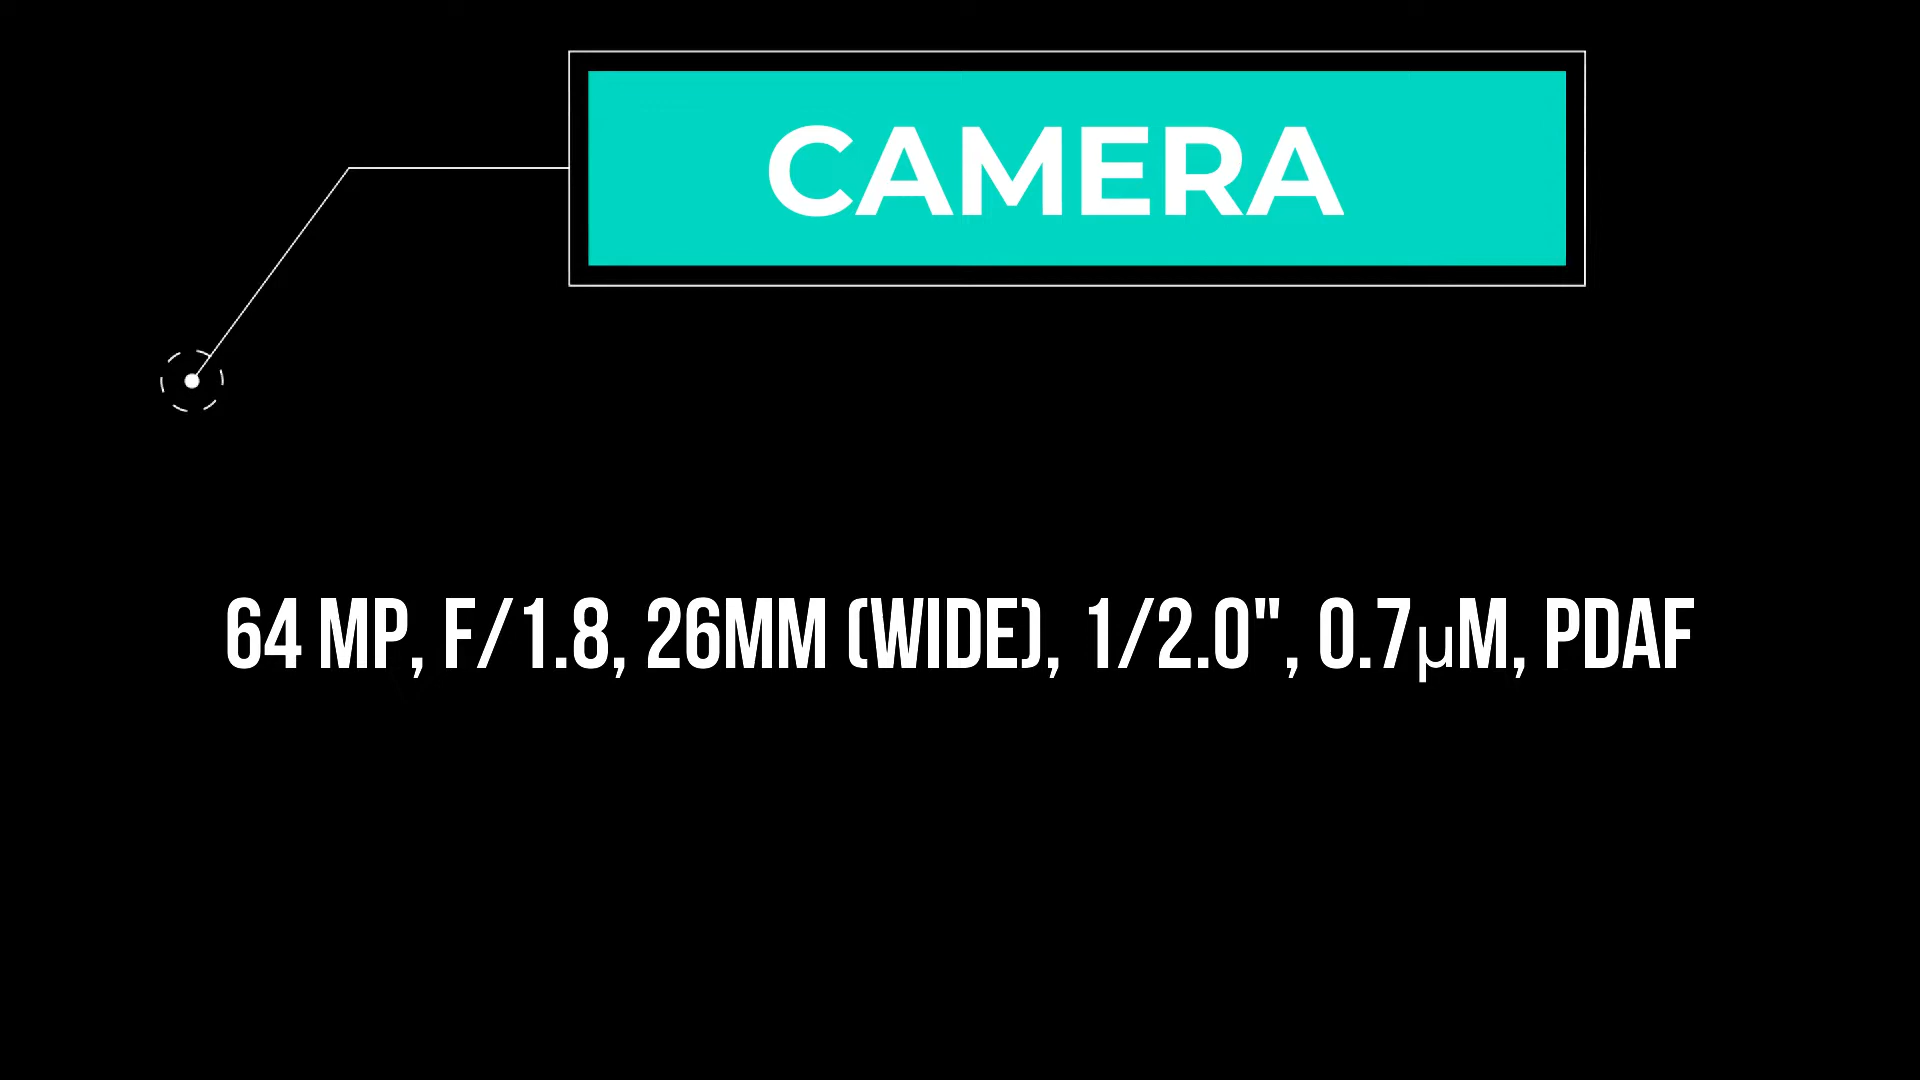 CAMERA
64 MP, F/1.8, 26MM (WIDE), 1/2.0", 0.7µM, PDAF